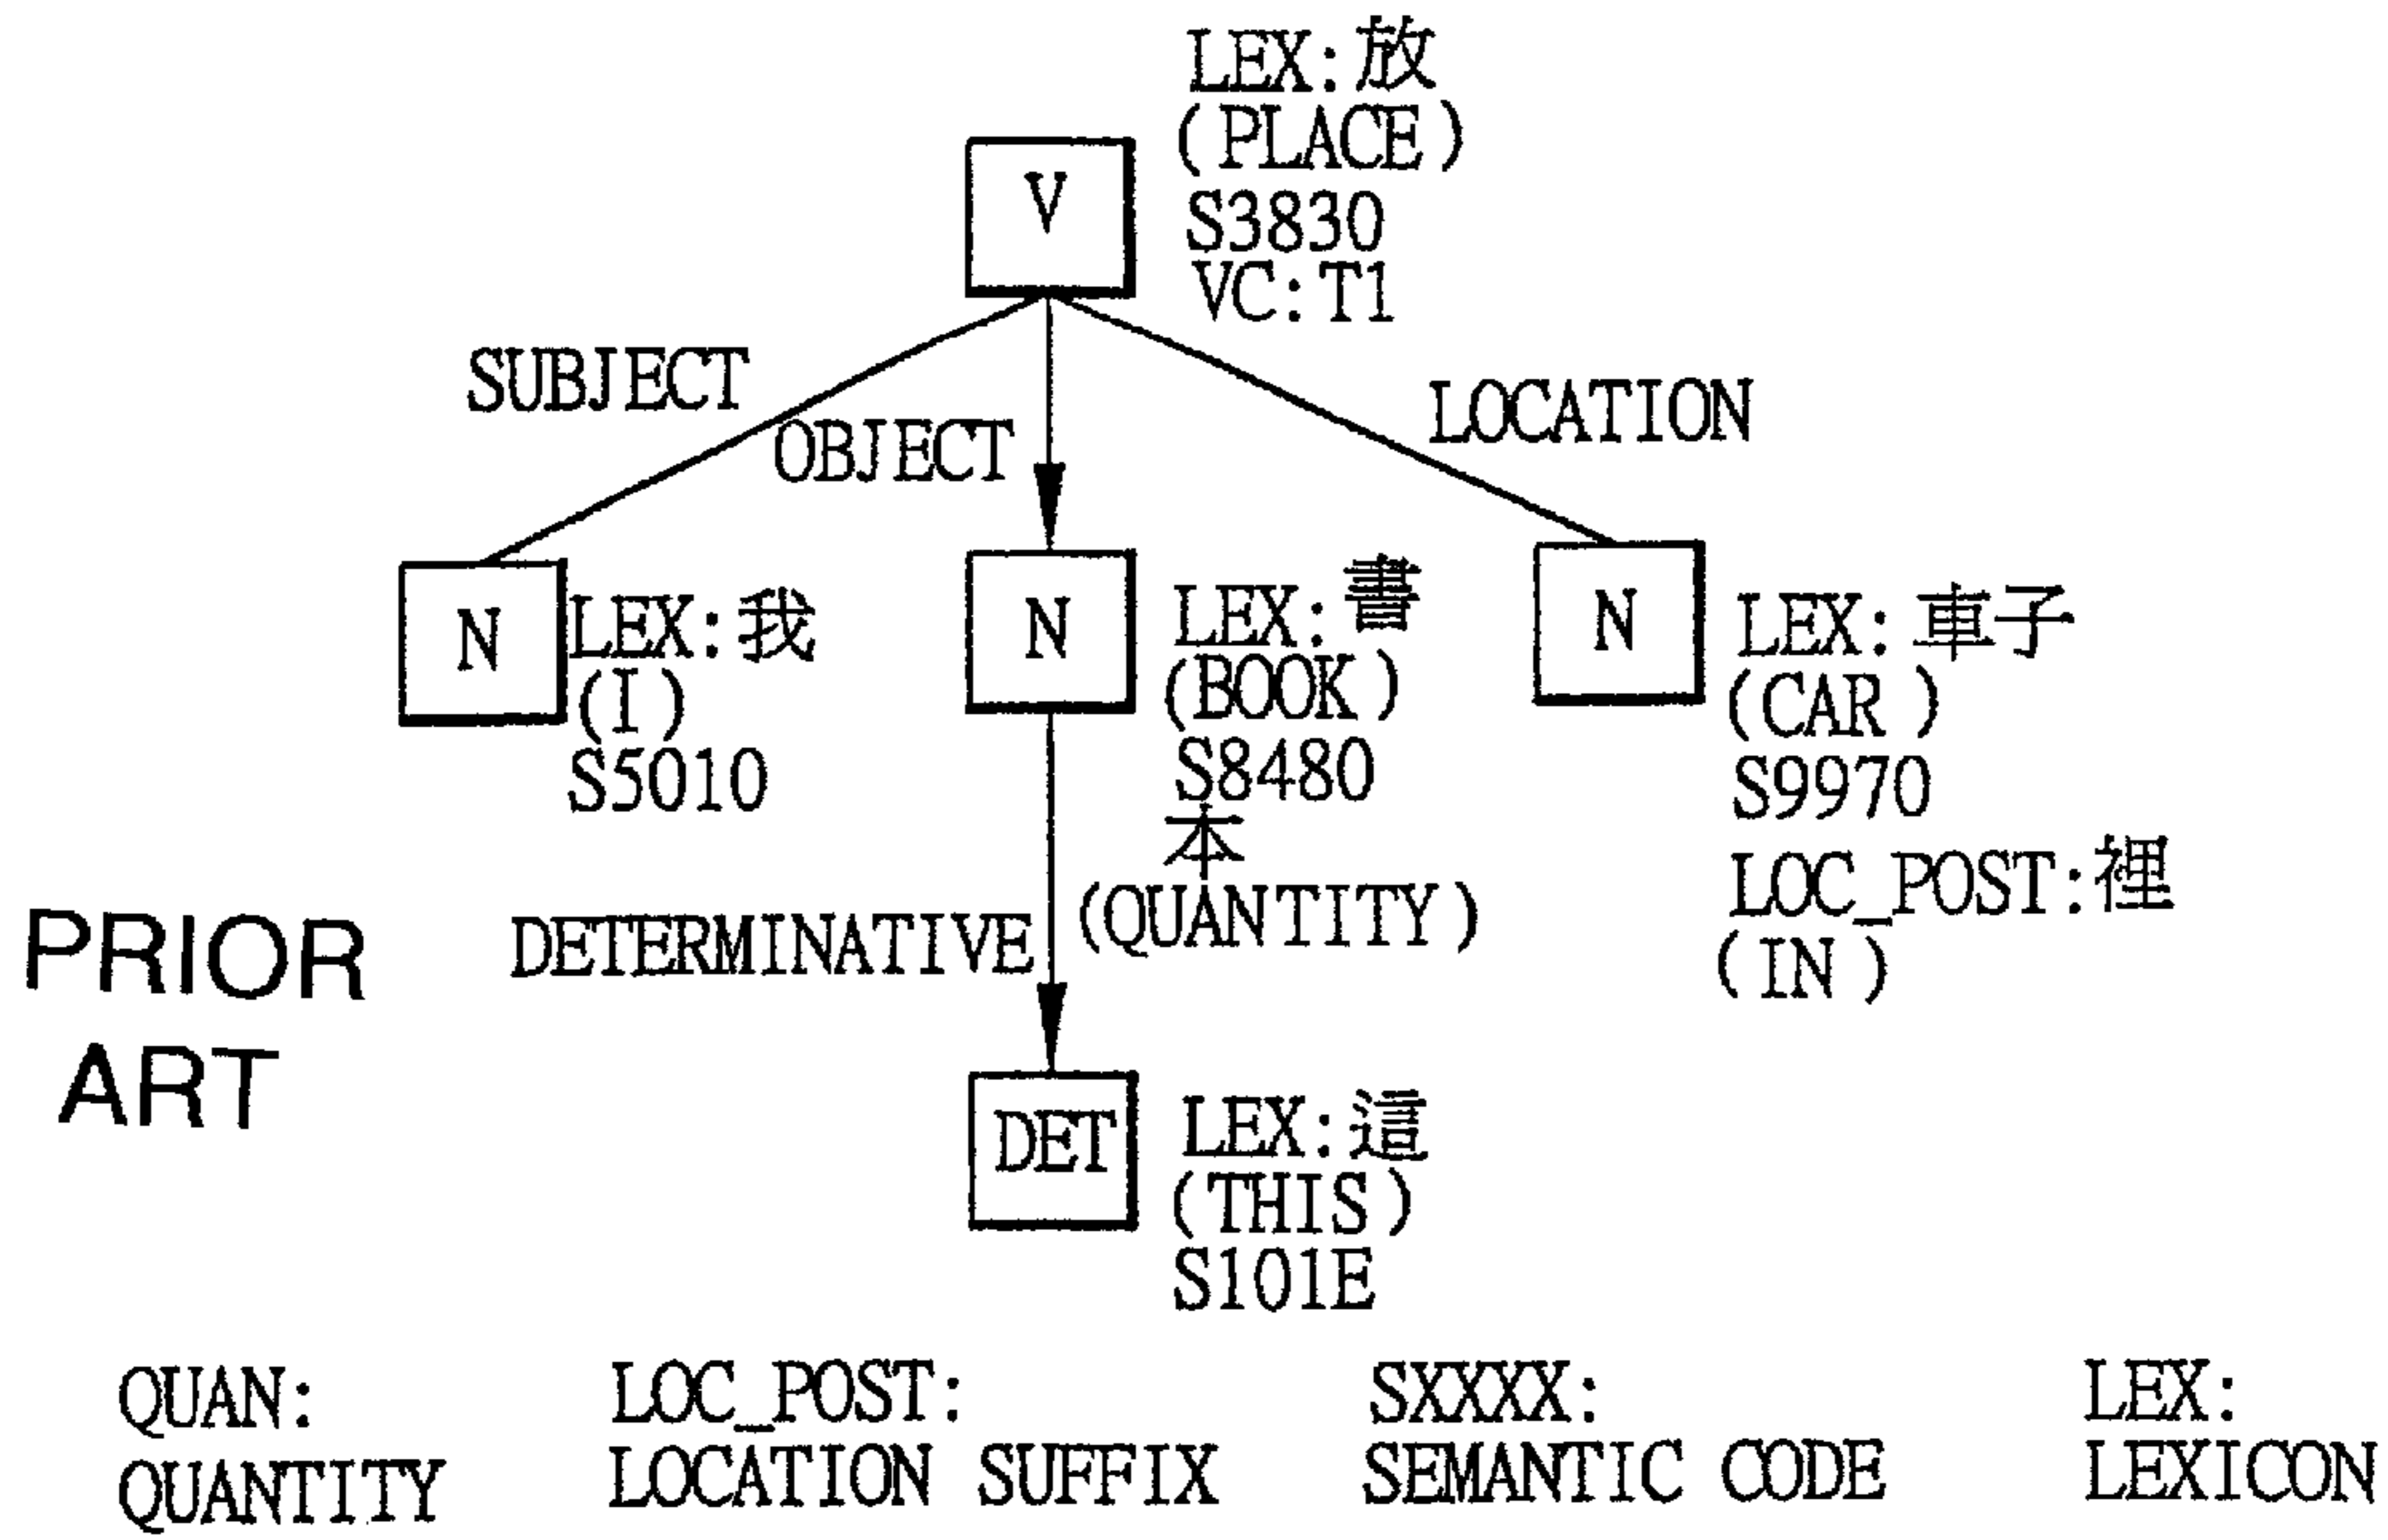 LEX:放
(PLACE)
V
S3830
VC:T1
SUBJECT
OBJECT
LOCATION
N
LEX:我
(I)
S5010
N
LEX:書
(BOOK)
S8480
本
(QUANTITY)
N
LEX:車子
(CAR)
S9970
LOC_POST:裡
(IN)
DETERMINATIVE
PRIOR
ART
DET
LEX:這
(THIS)
S101E
QUAN:
QUANTITY
LOC_POST:
LOCATION SUFFIX
SXXXX:
SEMANTIC CODE
LEX:
LEXICON